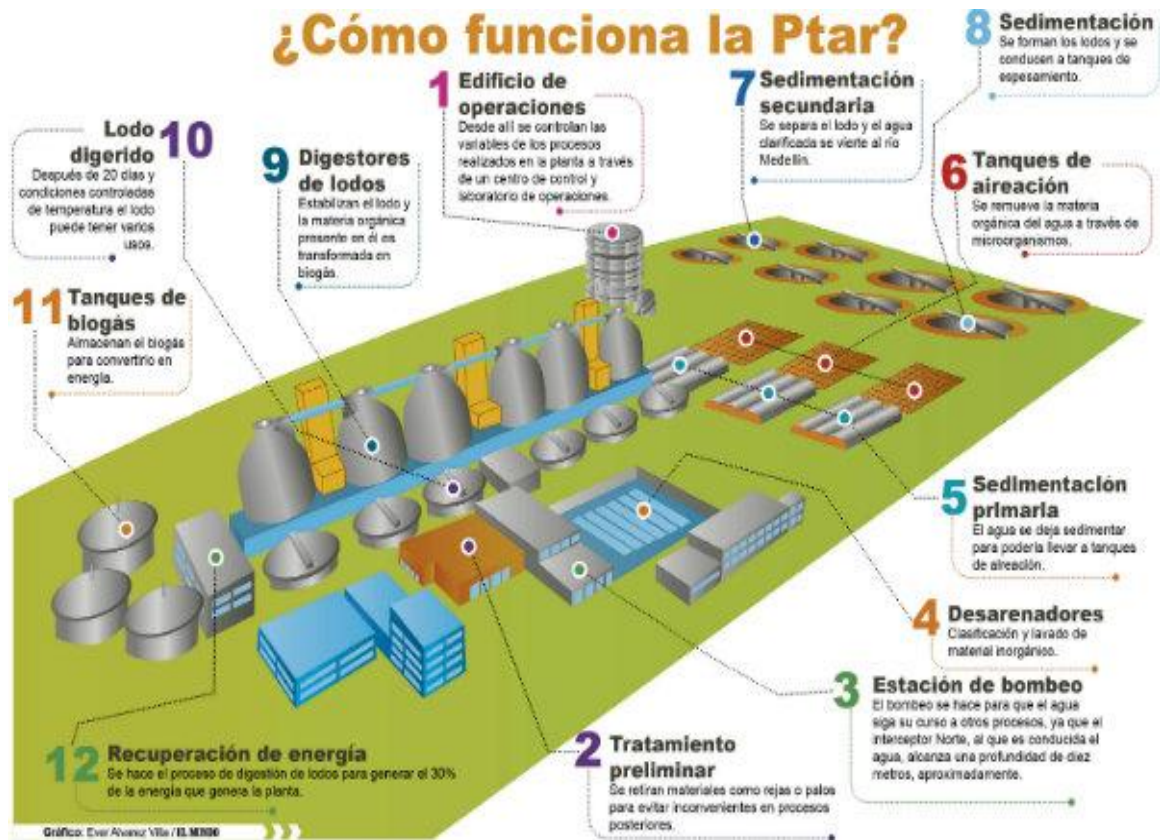 ¿Cómo funciona la Ptar?
1 Edificio de
operaciones
Desde allí se controlan las
variables de los procesos
realizados en la planta a través
de un centro de control y
laboratorio de operaciones.
2 Tratamiento
preliminar
Se retiran materiales como rejas o palos
para evitar inconvenientes en procesos
posteriores.
3 Estación de bombeo
El bombeo se hace para que el agua
siga su curso a otros procesos, ya que el
interceptor Norte, al que es conducida el
agua, alcanza una profundidad de diez
metros, aproximadamente.
4 Desarenadores
Clasificación y lavado de
material inorgánico.
5 Sedimentación
primaria
El agua se deja sedimentar
para poderla llevar a tanques
de aireación.
6 Tanques de
aireación
Se remueve la materia
orgánica del agua a través de
microorganismos.
7 Sedimentación
secundaria
Se separa el lodo y el agua
clarificada se vierte al río
Medellín.
8 Sedimentación
Se forman los lodos y se
conducen a tanques de
espesamiento.
9 Digestores
de lodos
Estabilizan el lodo y
la materia orgánica
presente en él es
transformada en
biogás.
10 Lodo
digerido
Después de 20 días y
condiciones controladas
de temperatura el lodo
puede tener varios
usos.
11 Tanques de
biogás
Almacenan el biogás
para convertirlo en
energía.
12 Recuperación de energía
Se hace el proceso de digestión de lodos para generar el 30%
de la energía que genera la planta.
Gráfico: Ever Alvarez Villa / EL MUNDO